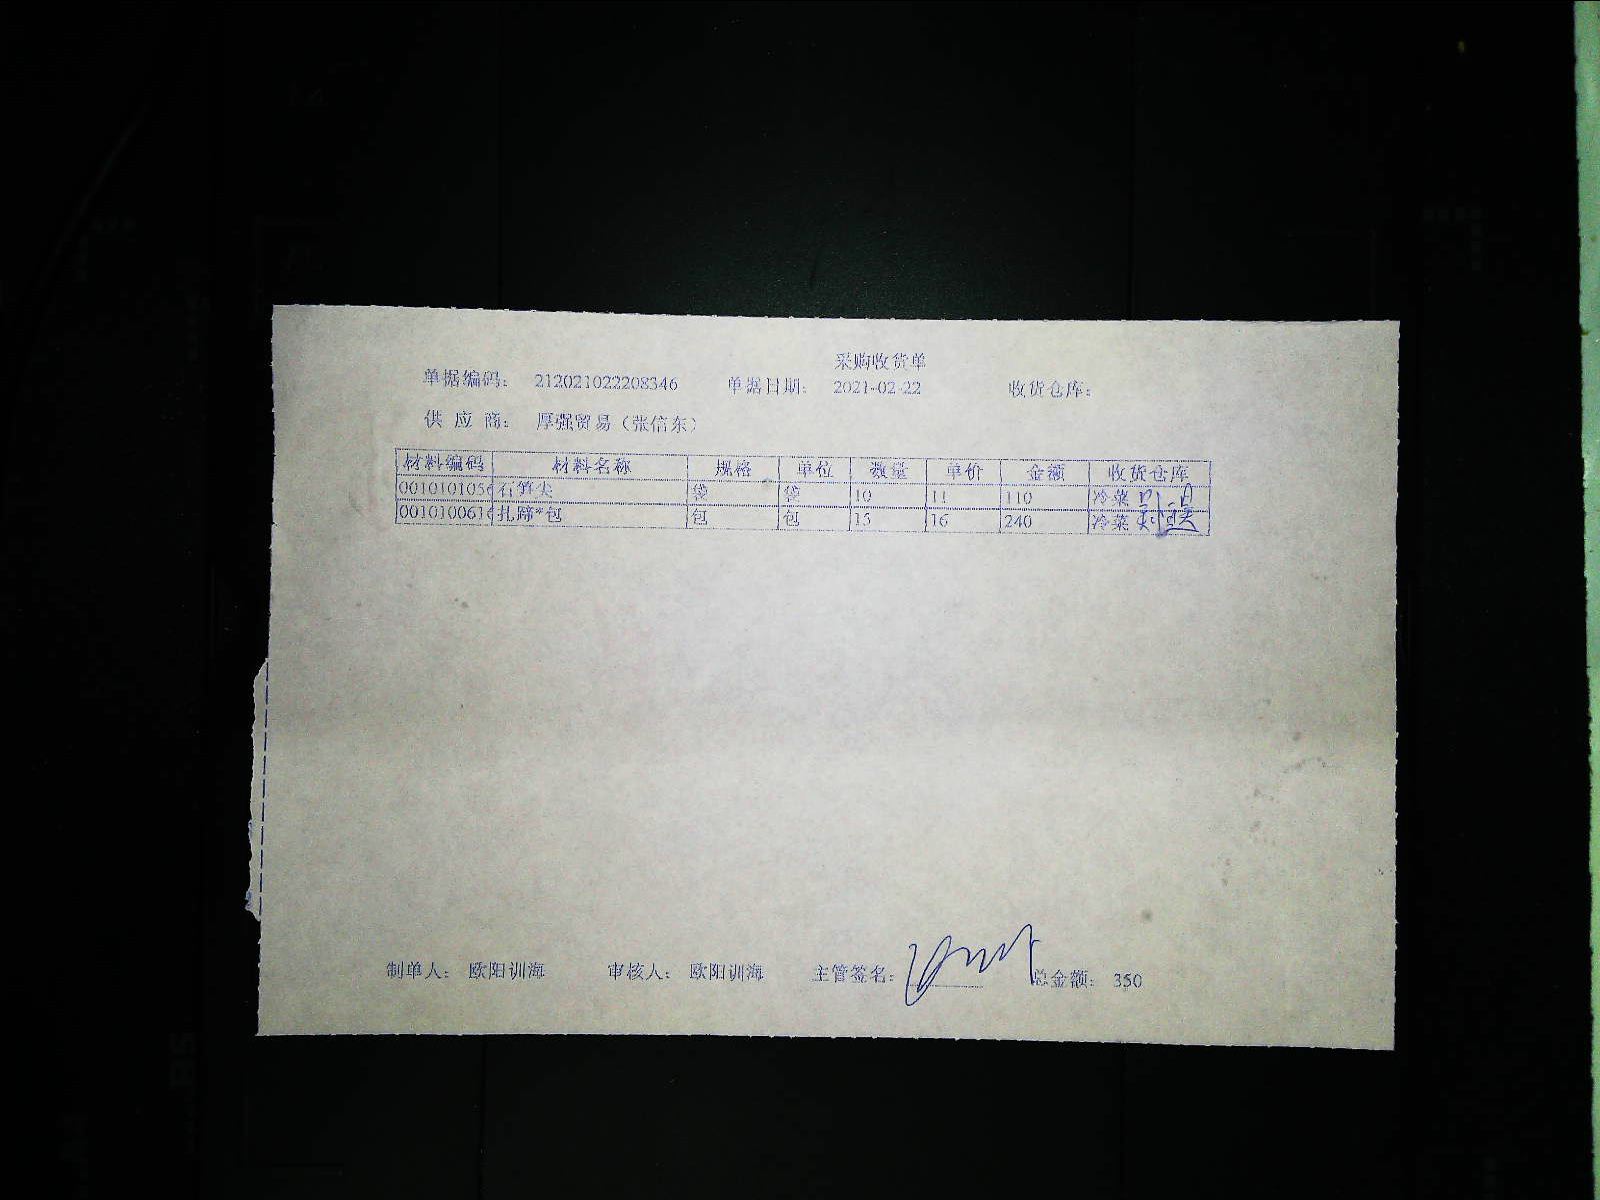 采购收货单
单据编码： 212021022208346 单据日期： 2021-02-22 收货仓库：
供 应 商： 厚强贸易（张信东）
材料编码 材料名称 规格 单位 数量 单价 金额 收货仓库
0010101056 石笋尖 袋 袋 10 11 110 冷菜
0010100616 扎蹄*包 包 包 15 16 240 冷菜
制单人： 欧阳训海 审核人： 欧阳训海 主管签名： 总金额： 350